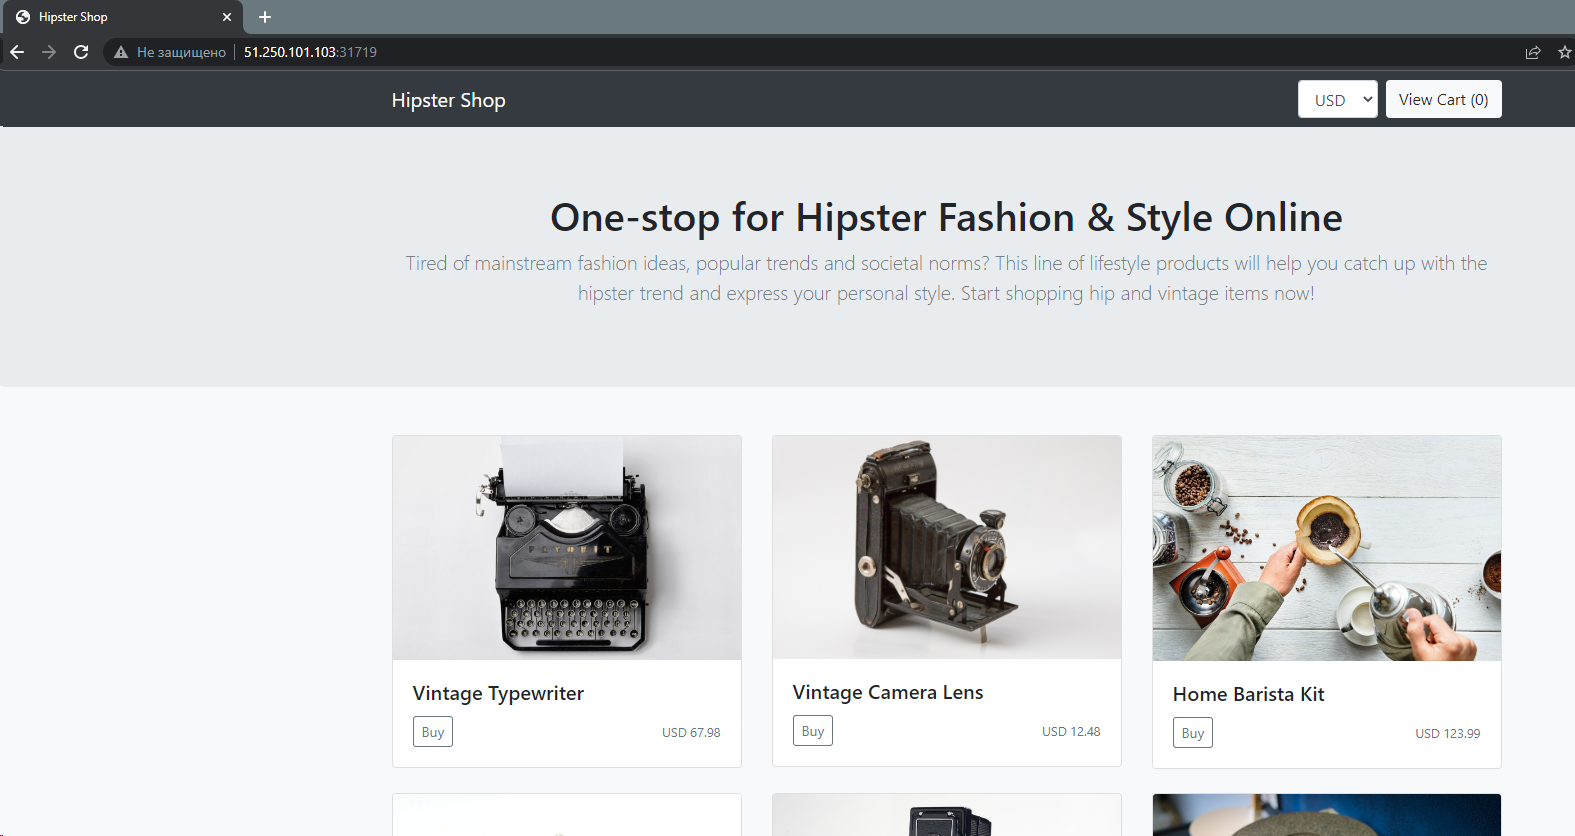 Hipster Shop
Не защищено 51.250.101.103:31719
Hipster Shop
USD
View Cart (0)
One-stop for Hipster Fashion & Style Online
Tired of mainstream fashion ideas, popular trends and societal norms? This line of lifestyle products will help you catch up with the
hipster trend and express your personal style. Start shopping hip and vintage items now!
FAVORIT
Vintage Typewriter
Buy
USD 67.98
Vintage Camera Lens
Buy
USD 12.48
Home Barista Kit
Buy
USD 123.99